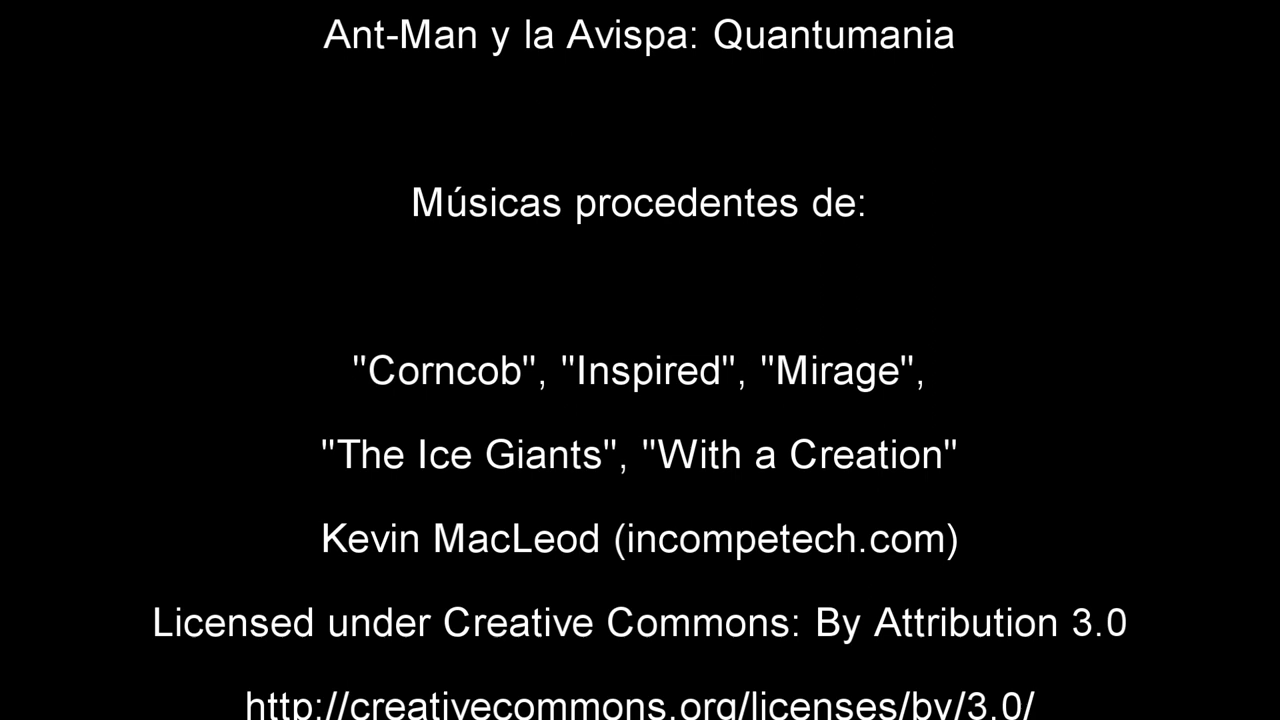 Ant-Man y la Avispa: Quantumania
Músicas procedentes de:
"Corncob", "Inspired", "Mirage",
"The Ice Giants", "With a Creation"
Kevin MacLeod (incompetech.com)
Licensed under Creative Commons: By Attribution 3.0
http://creativecommons.org/licenses/by/3.0/